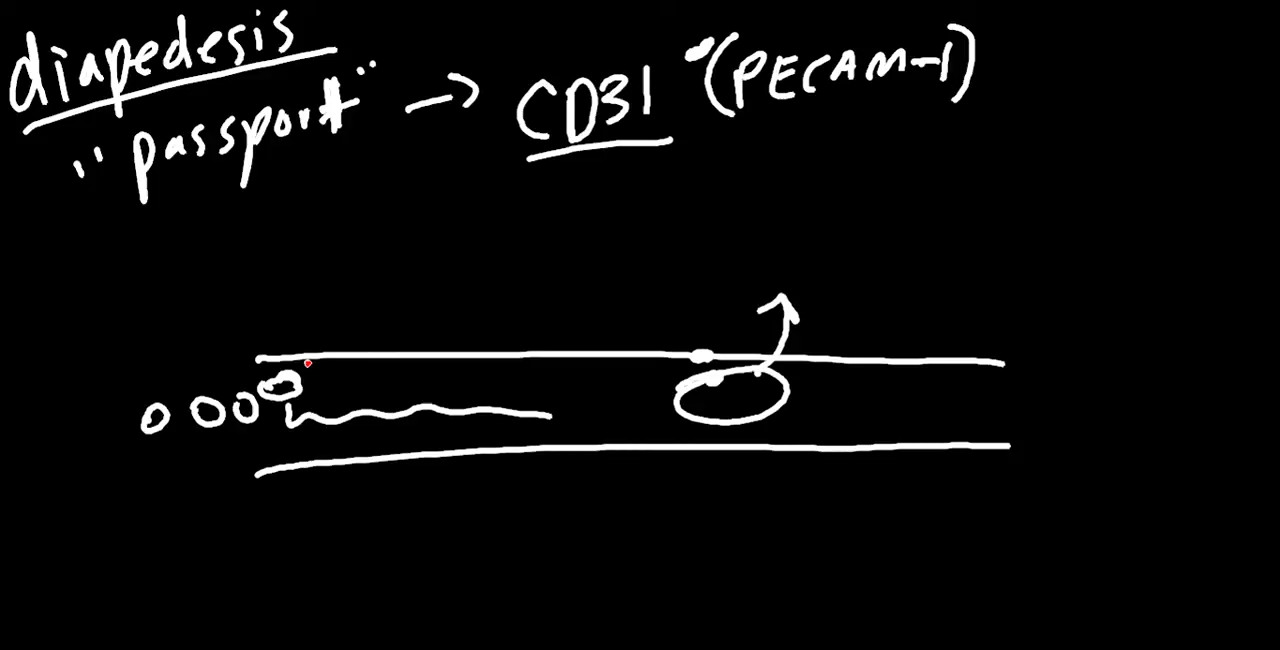 diapedesis
"passport" → CD31 (PECAM-1)